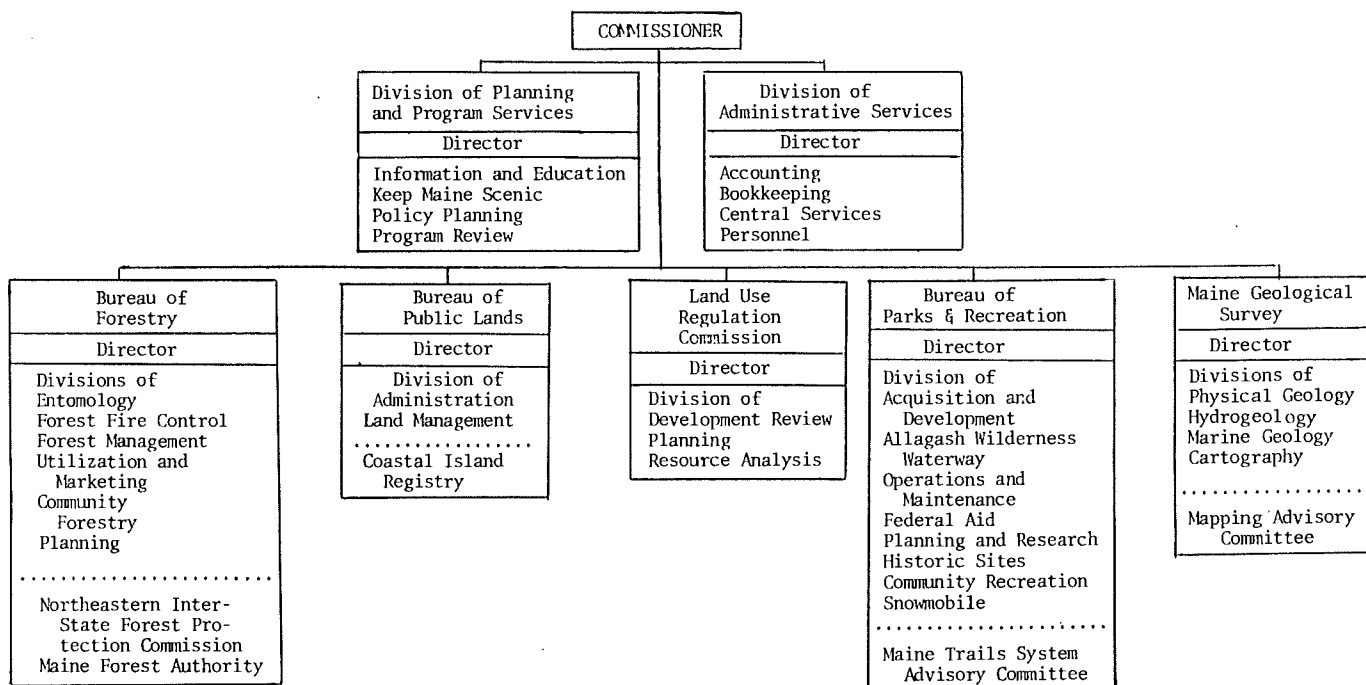 COMMISSIONER
Division of Planning
and Program Services
Director
Information and Education
Keep Maine Scenic
Policy Planning
Program Review
Division of
Administrative Services
Director
Accounting
Bookkeeping
Central Services
Personnel
Bureau of
Forestry
Director
Divisions of
Entomology
Forest Fire Control
Forest Management
Utilization and
Marketing
Community
Forestry
Planning
Northeastern Inter-
State Forest Pro-
tection Commission
Maine Forest Authority
Bureau of
Public Lands
Director
Division of
Administration
Land Management
Coastal Island
Registry
Land Use
Regulation
Commission
Director
Division of
Development Review
Planning
Resource Analysis
Bureau of
Parks & Recreation
Director
Division of
Acquisition and
Development
Allagash Wilderness
Waterway
Operations and
Maintenance
Federal Aid
Planning and Research
Historic Sites
Community Recreation
Snowmobile
Maine Trails System
Advisory Committee
Maine Geological
Survey
Director
Divisions of
Physical Geology
Hydrogeology
Marine Geology
Cartography
Mapping Advisory
Committee